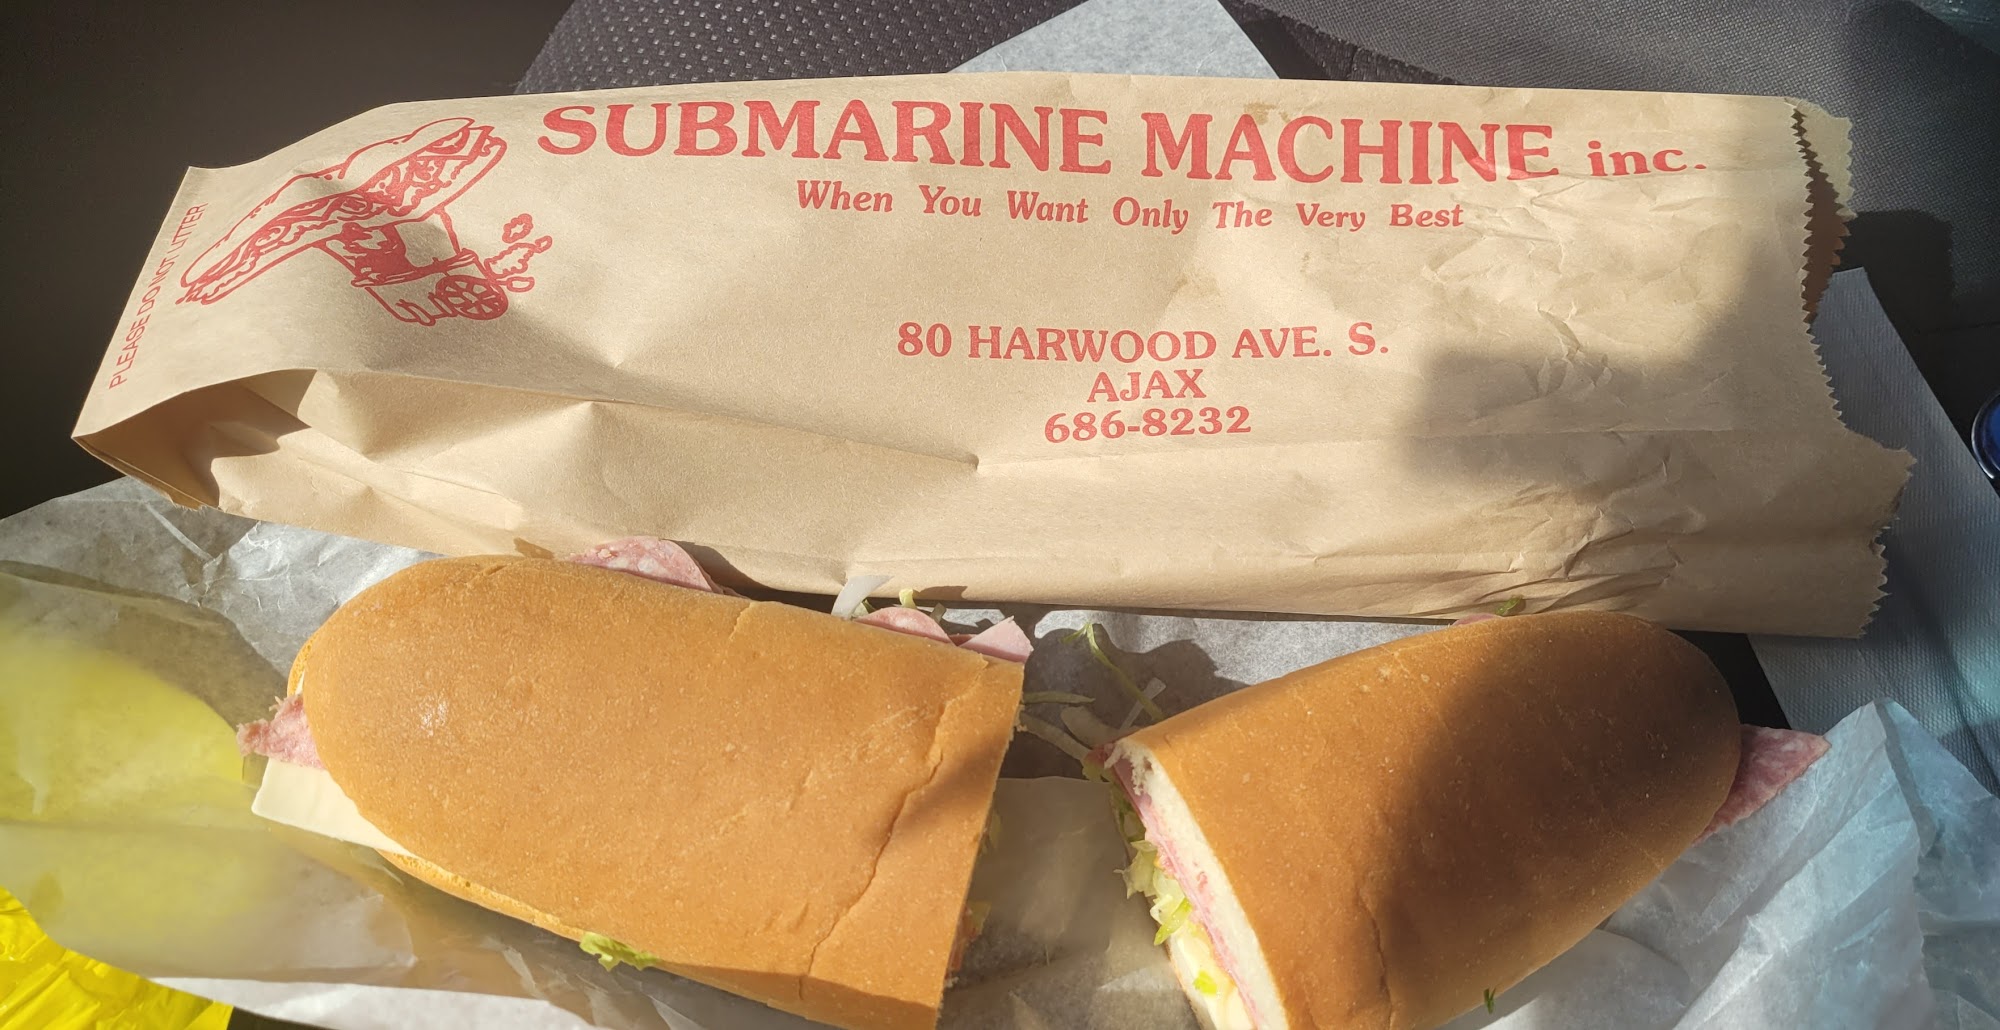 SUBMARINE MACHINE inc.
When You Want Only The Very Best
80 HARWOOD AVE. S.
AJAX
686-8232
PLEASE DO NOT LITTER